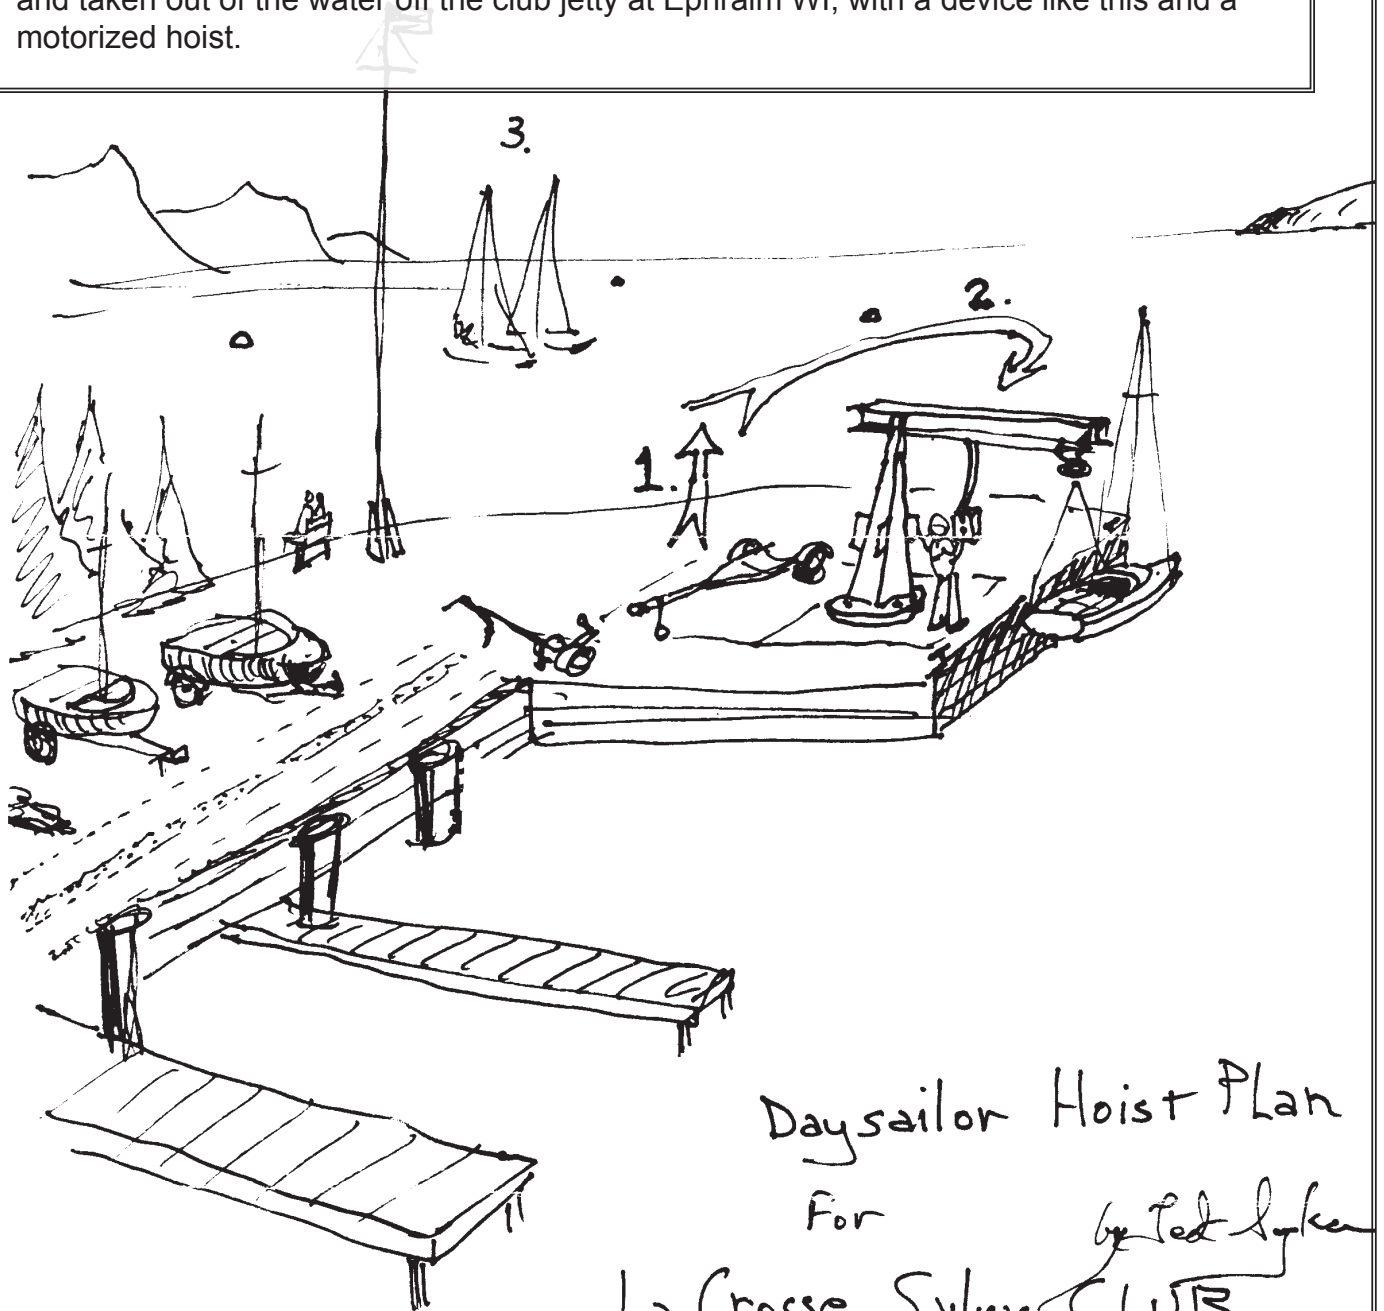 and taken out of the water off the club jetty at Ephraim WI, with a device like this and a
motorized hoist.
3.
2.
1.
Daysailor Hoist PLan
For
by Ted
La Crosse CLUB